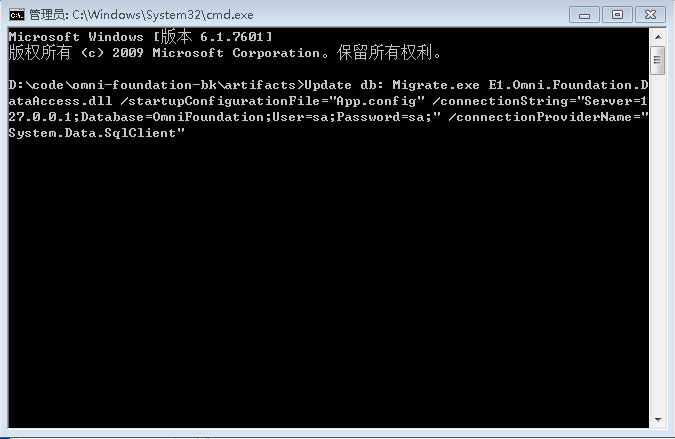 管理员: C:\Windows\System32\cmd.exe
Microsoft Windows [版本 6.1.7601]
版权所有 (c) 2009 Microsoft Corporation。保留所有权利。
D:\code\omni-foundation-bk\artifacts>Update db: Migrate.exe E1.Omni.Foundation.D
ataAccess.dll /startupConfigurationFile="App.config" /connectionString="Server=1
27.0.0.1;Database=OmniFoundation;User=sa;Password=sa;" /connectionProviderName="
System.Data.SqlClient"